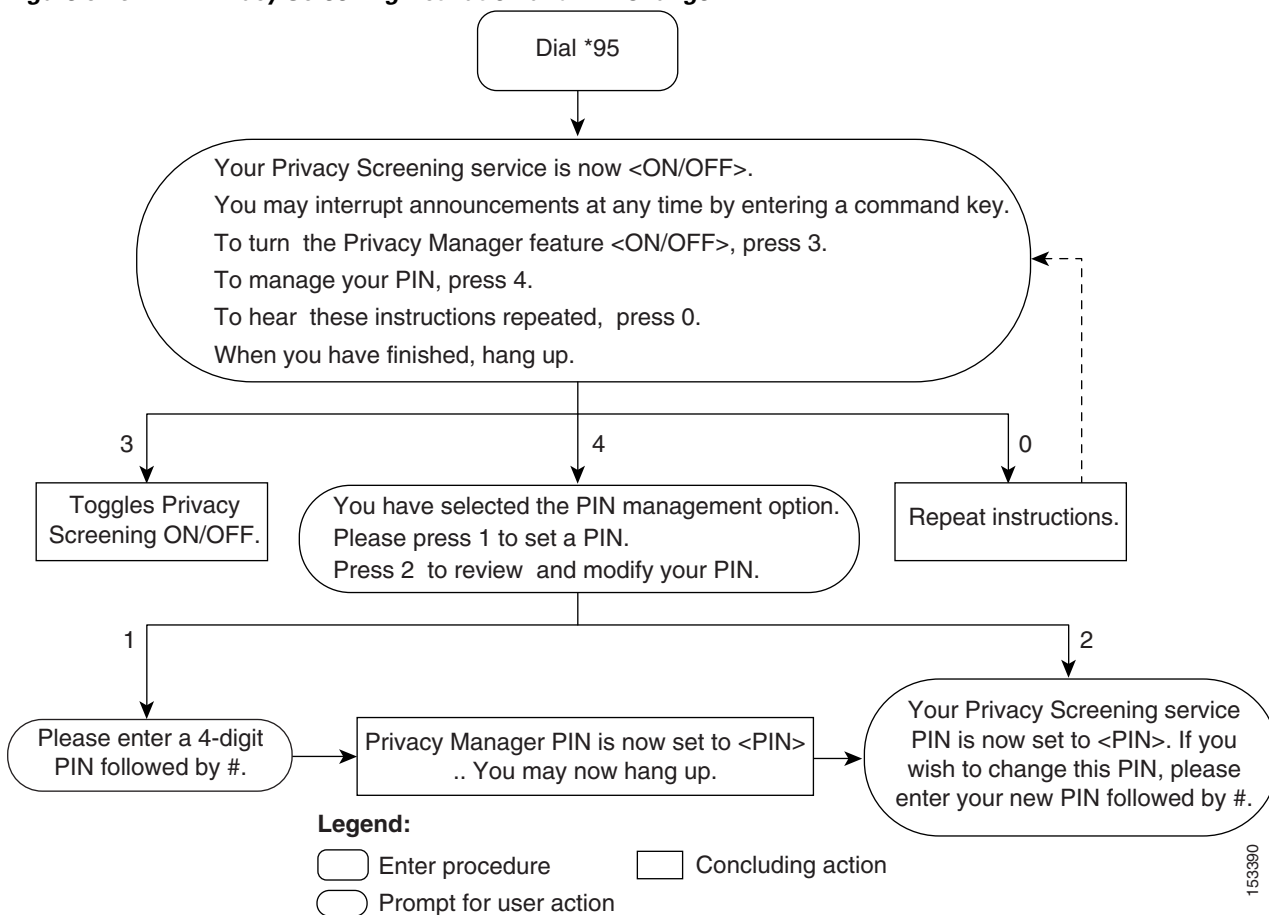 Dial *95
Your Privacy Screening service is now <ON/OFF>.
You may interrupt announcements at any time by entering a command key.
To turn the Privacy Manager feature <ON/OFF>, press 3.
To manage your PIN, press 4.
To hear these instructions repeated, press 0.
When you have finished, hang up.
3
4
0
Toggles Privacy
Screening ON/OFF.
You have selected the PIN management option.
Please press 1 to set a PIN.
Press 2 to review and modify your PIN.
Repeat instructions.
1
2
Please enter a 4-digit
PIN followed by #.
Privacy Manager PIN is now set to <PIN>
.. You may now hang up.
Your Privacy Screening service
PIN is now set to <PIN>. If you
wish to change this PIN, please
enter your new PIN followed by #.
Legend:
Enter procedure
Concluding action
Prompt for user action
153390